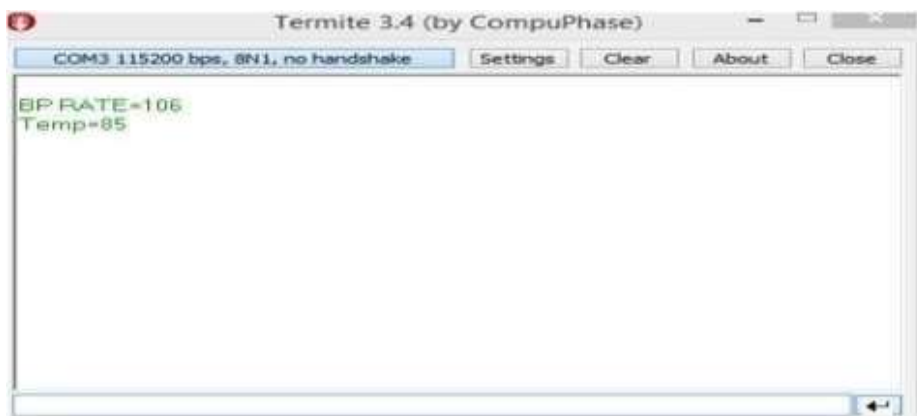 Termite 3.4 (by CompuPhase)
COM3 115200 bps, 8N1, no handshake Settings Clear About Close
BP RATE=106
Temp=85